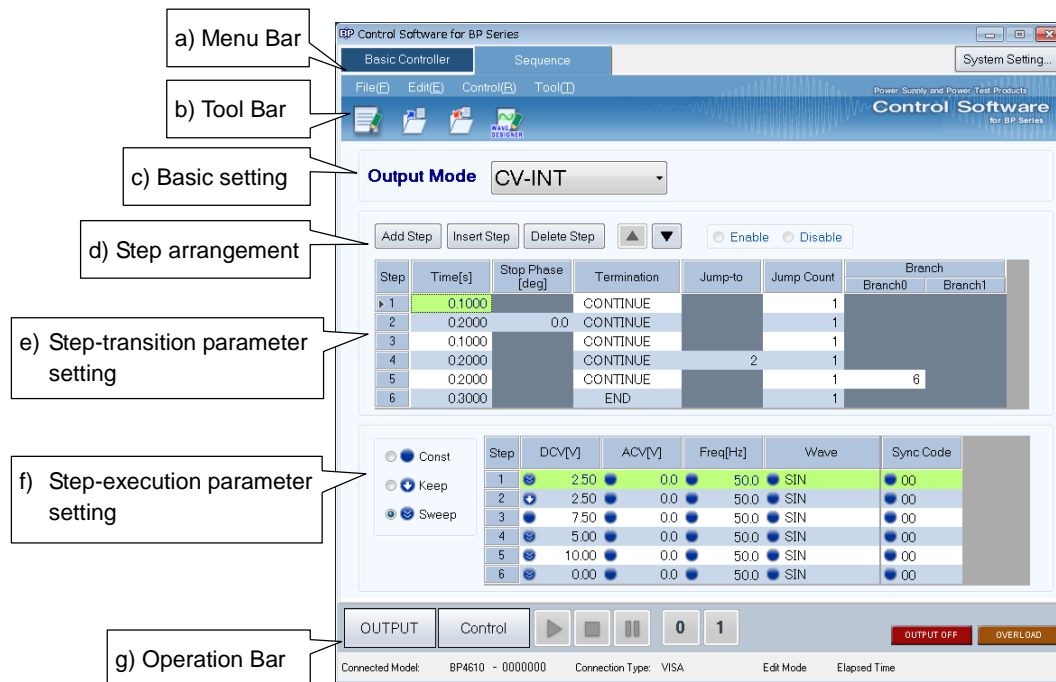 a) Menu Bar
b) Tool Bar
c) Basic setting
d) Step arrangement
e) Step-transition parameter
setting
f) Step-execution parameter
setting
g) Operation Bar
BP Control Software for BP Series
Basic Controller Sequence System Setting...
File(F) Edit(E) Control(R) Tool(T)
Power Supply and Power Test Products
Control Software
for BP Series
WAVE
DESIGNER
Output Mode CV-INT
Add Step Insert Step Delete Step Enable Disable
Step Time[s] Stop Phase [deg] Termination Jump-to Jump Count Branch
Branch0 Branch1
1 0.1000 CONTINUE 1
2 0.2000 0.0 CONTINUE 1
3 0.1000 CONTINUE 1
4 0.2000 CONTINUE 2 1
5 0.2000 CONTINUE 1 6
6 0.3000 END 1
Const
Keep
Sweep
Step DCV[V] ACV[V] Freq[Hz] Wave Sync Code
1 2.50 0.0 50.0 SIN 00
2 2.50 0.0 50.0 SIN 00
3 7.50 0.0 50.0 SIN 00
4 5.00 0.0 50.0 SIN 00
5 10.00 0.0 50.0 SIN 00
6 0.00 0.0 50.0 SIN 00
OUTPUT Control 0 1 OUTPUT OFF OVERLOAD
Connected Model: BP4610 - 0000000 Connection Type: VISA Edit Mode Elapsed Time